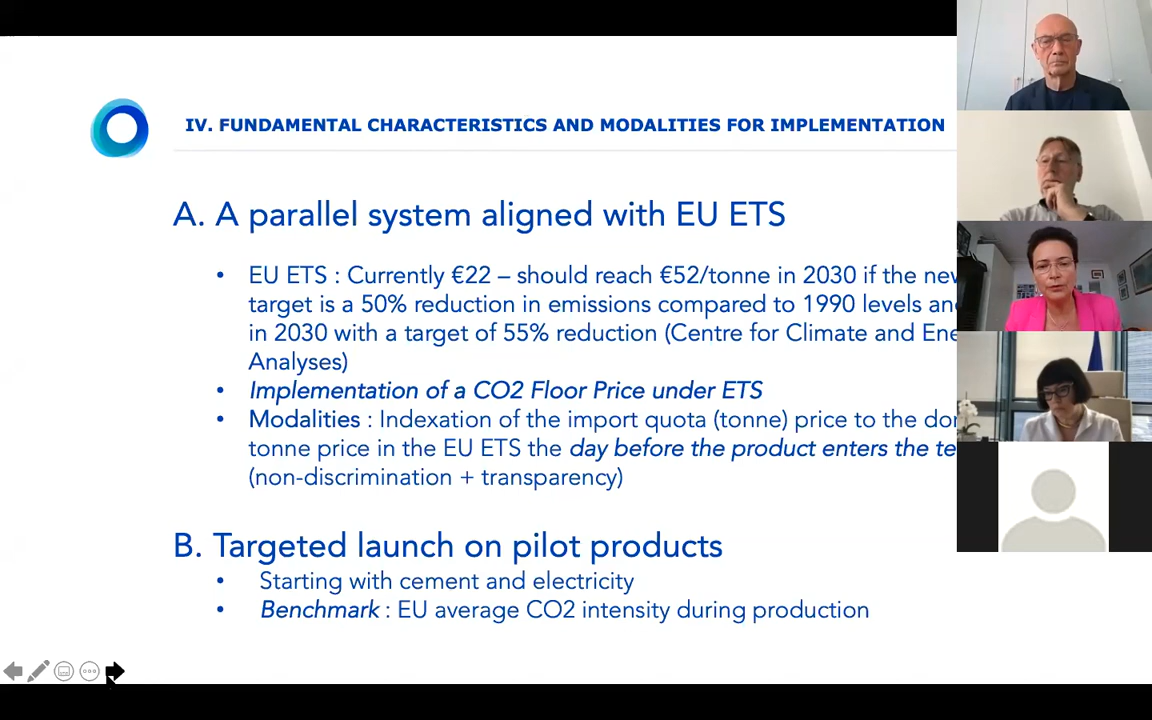 IV. FUNDAMENTAL CHARACTERISTICS AND MODALITIES FOR IMPLEMENTATION
A. A parallel system aligned with EU ETS
• EU ETS : Currently €22 – should reach €52/tonne in 2030 if the
target is a 50% reduction in emissions compared to 1990 levels
in 2030 with a target of 55% reduction (Centre for Climate and
Analyses)
• Implementation of a CO2 Floor Price under ETS
• Modalities : Indexation of the import quota (tonne) price to the
tonne price in the EU ETS the day before the product enters the
(non-discrimination + transparency)
B. Targeted launch on pilot products
• Starting with cement and electricity
• Benchmark : EU average CO2 intensity during production